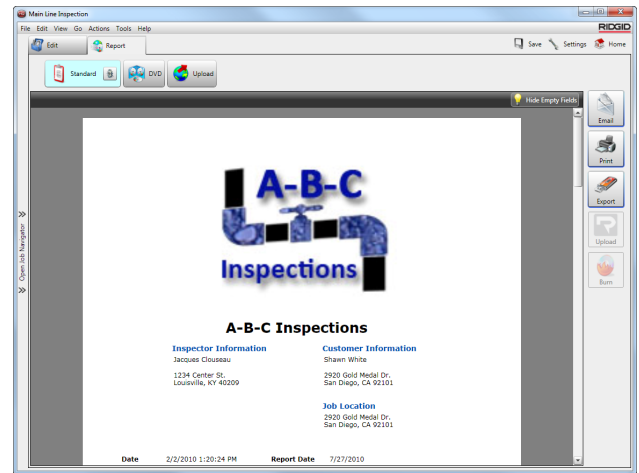 Main Line Inspection
File Edit View Go Actions Tools Help
RIDGID
Edit
Report
Save
Settings
Home
Standard
DVD
Upload
Hide Empty Fields
Email
Print
Export
Upload
Burn
Open Job Navigator
A-B-C
Inspections
A-B-C Inspections
Inspector Information
Jacques Clouseau
1234 Center St.
Louisville, KY 40209
Customer Information
Shawn White
2920 Gold Medal Dr.
San Diego, CA 92101
Job Location
2920 Gold Medal Dr.
San Diego, CA 92101
Date 2/2/2010 1:20:24 PM Report Date 7/27/2010